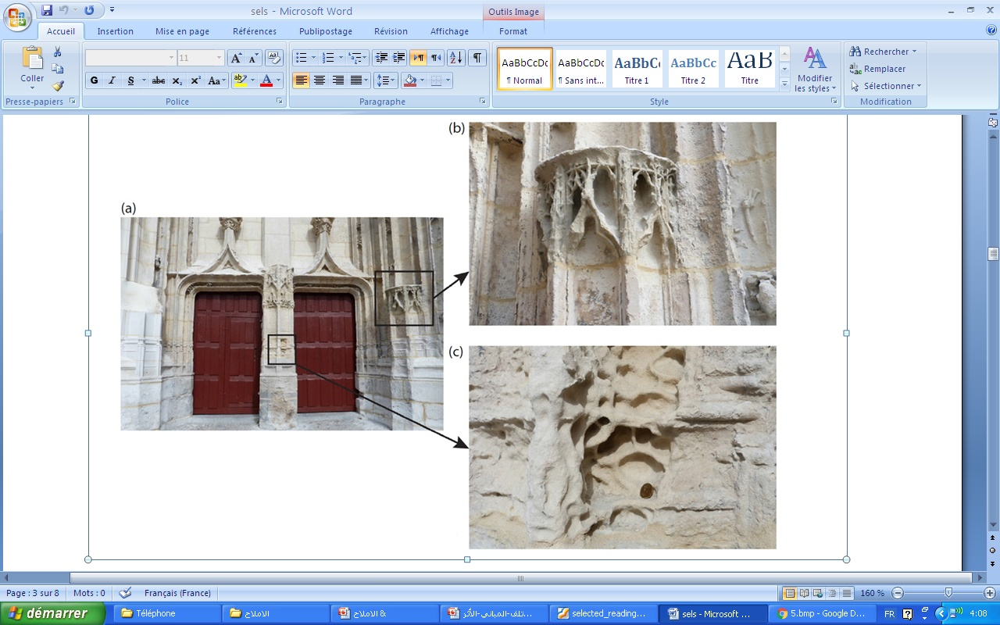 sels - Microsoft Word
Outils Image
Accueil Insertion Mise en page Références Publipostage Révision Affichage Format
Coller
Presse-papiers
11
G I S abc x₂ x² Aa
Police
Paragraphe
AaBbCcDc AaBbCcDc AaBbC AaBbCc AaB
¶ Normal ¶ Sans int... Titre 1 Titre 2 Titre
Modifier
les styles
Style
Rechercher
Remplacer
Sélectionner
Modification
(a)
(b)
(c)
Page : 3 sur 8 Mots : 0 Français (France) 160 %
démarrer Téléphone الاملاح الاملاح & تلف-المباني-الأثر... selected_reading... sels - Microsoft ... 5.bmp - Google D... FR 4:08